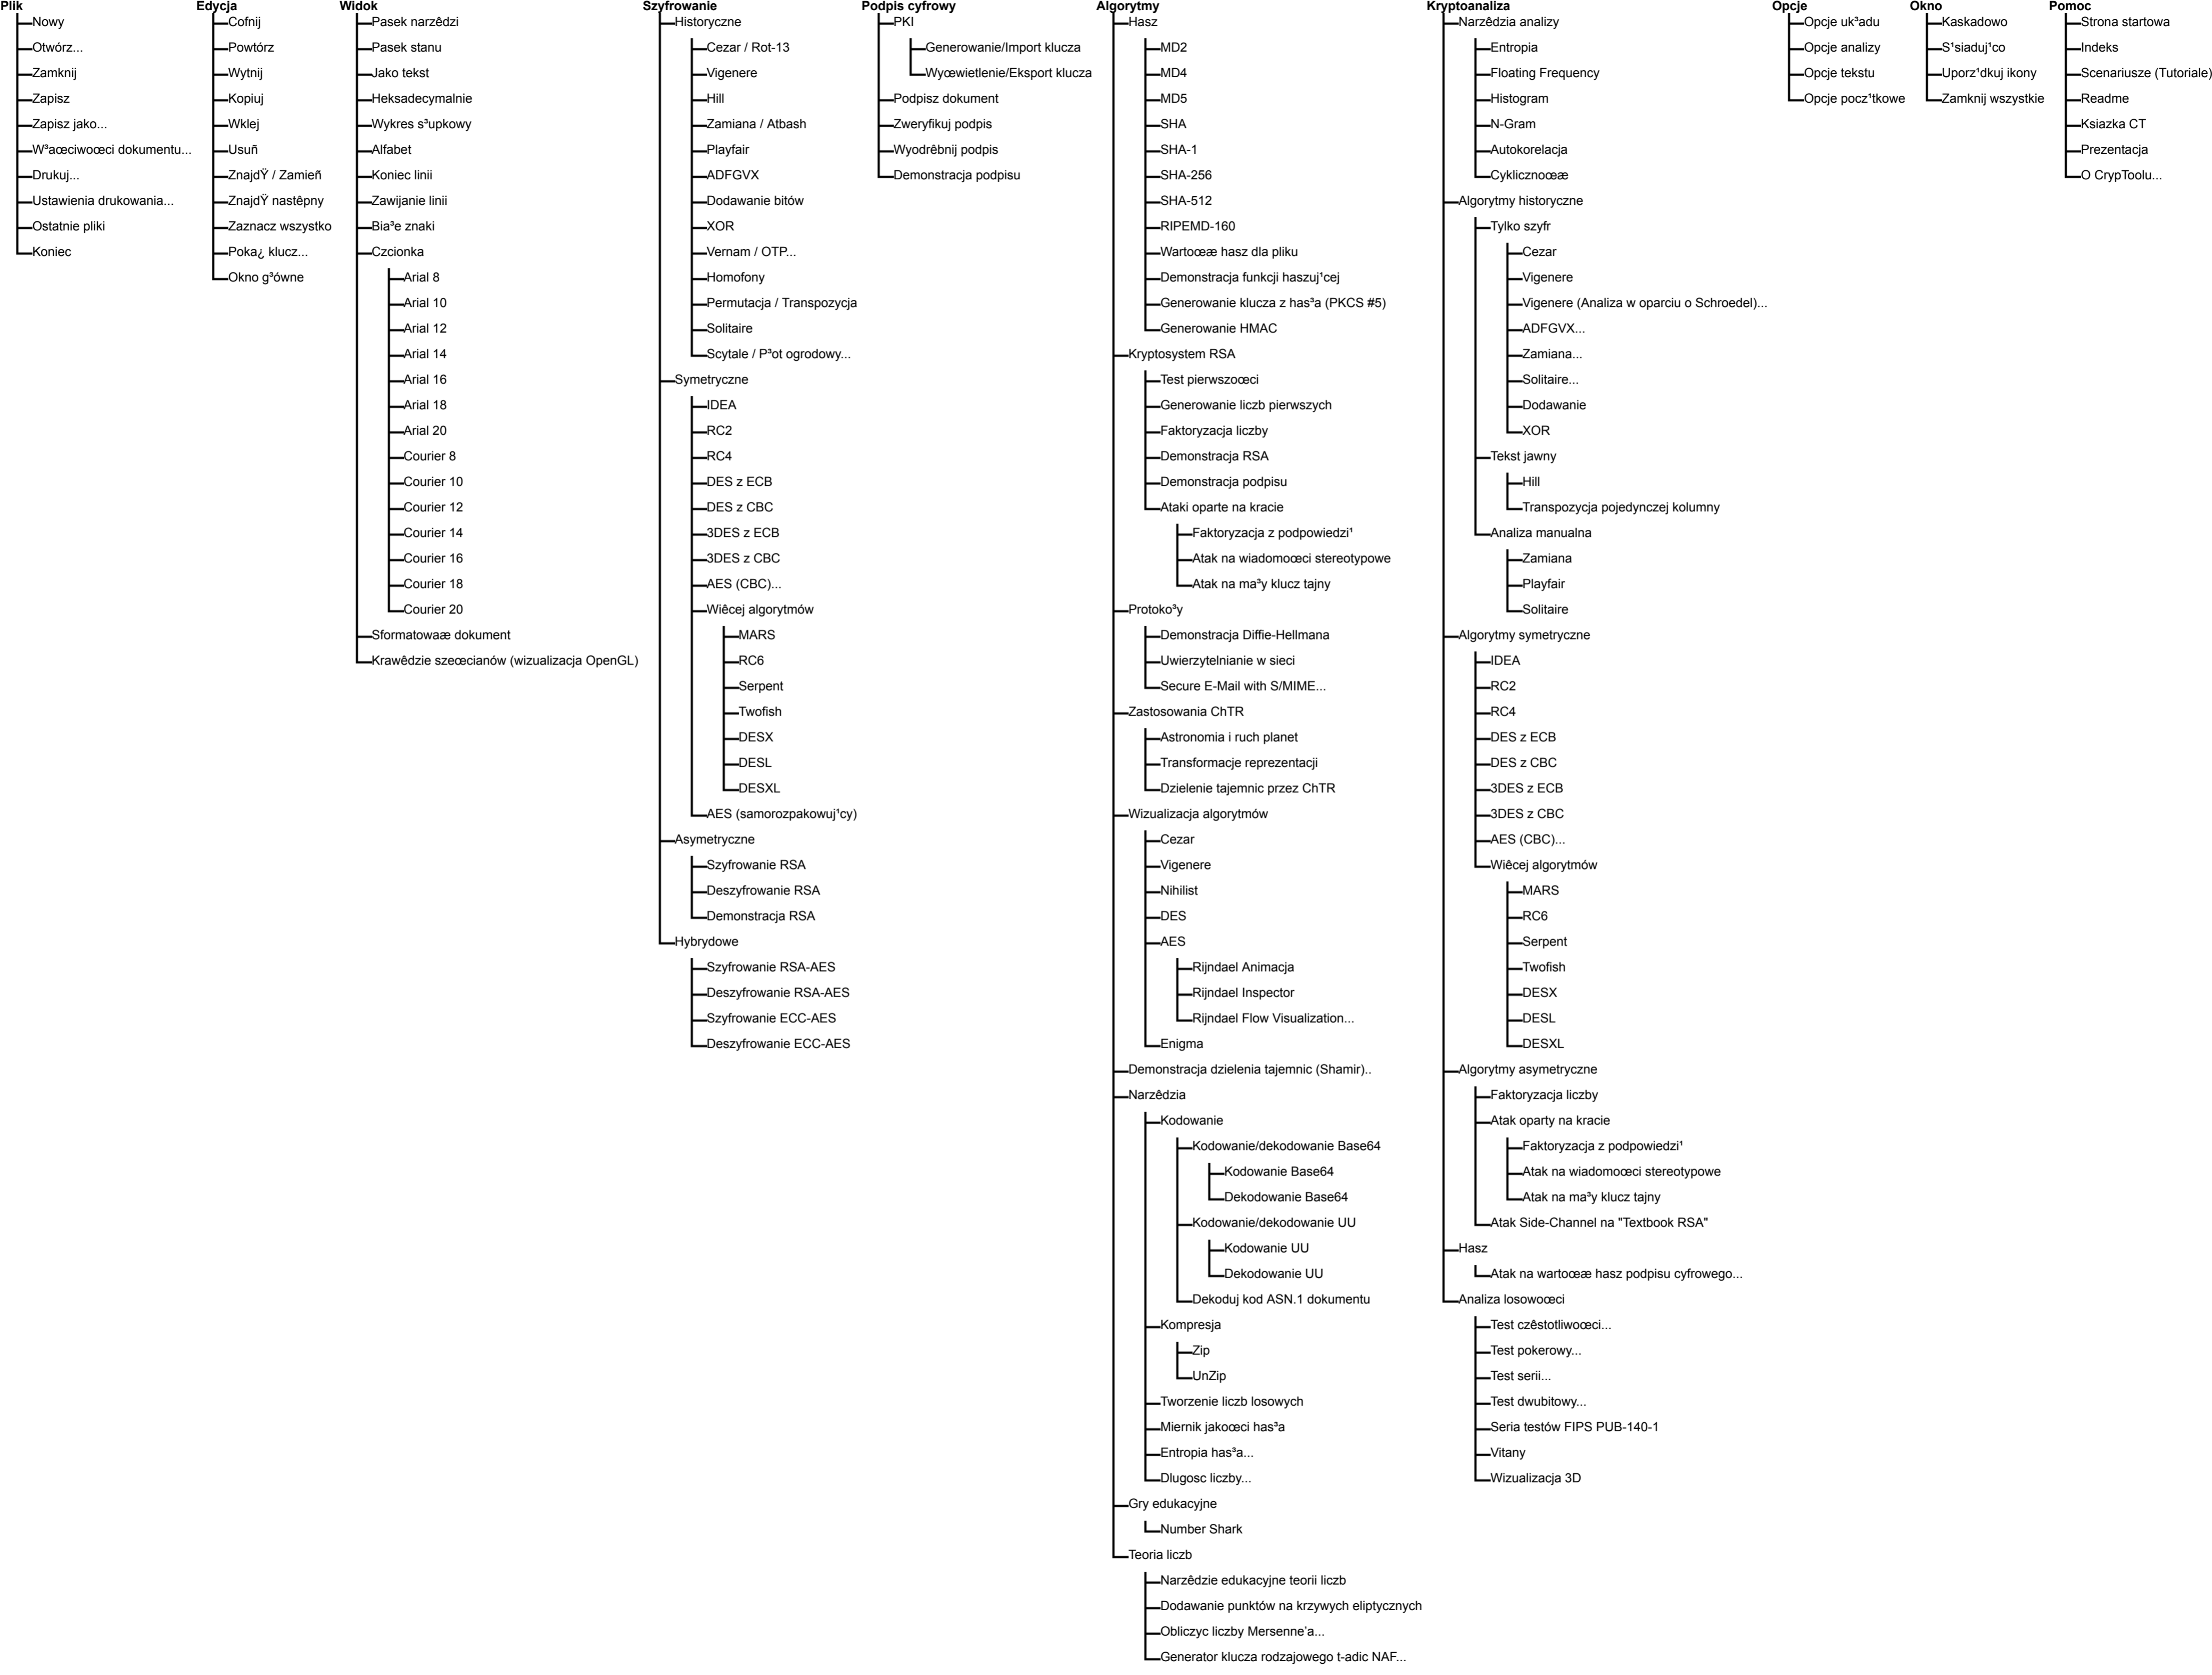 Plik
Nowy
Otwórz...
Zamknij
Zapisz
Zapisz jako...
W³aœciwoœci dokumentu...
Drukuj...
Ustawienia drukowania...
Ostatnie pliki
Koniec
Edycja
Cofnij
Powtórz
Wytnij
Kopiuj
Wklej
Usuñ
ZnajdŸ / Zamieñ
ZnajdŸ nastêpny
Zaznacz wszystko
Poka¿ klucz...
Okno g³ówne
Widok
Pasek narzêdzi
Pasek stanu
Jako tekst
Heksadecymalnie
Wykres s³upkowy
Alfabet
Koniec linii
Zawijanie linii
Bia³e znaki
Czcionka
Arial 8
Arial 10
Arial 12
Arial 14
Arial 16
Arial 18
Arial 20
Courier 8
Courier 10
Courier 12
Courier 14
Courier 16
Courier 18
Courier 20
Sformatowaæ dokument
Krawêdzie szeœcianów (wizualizacja OpenGL)
Szyfrowanie
Historyczne
Cezar / Rot-13
Vigenere
Hill
Zamiana / Atbash
Playfair
ADFGVX
Dodawanie bitów
XOR
Vernam / OTP...
Homofony
Permutacja / Transpozycja
Solitaire
Scytale / P³ot ogrodowy...
Symetryczne
IDEA
RC2
RC4
DES z ECB
DES z CBC
3DES z ECB
3DES z CBC
AES (CBC)...
Wiêcej algorytmów
MARS
RC6
Serpent
Twofish
DESX
DESL
DESXL
AES (samorozpakowuj¹cy)
Asymetryczne
Szyfrowanie RSA
Deszyfrowanie RSA
Demonstracja RSA
Hybrydowe
Szyfrowanie RSA-AES
Deszyfrowanie RSA-AES
Szyfrowanie ECC-AES
Deszyfrowanie ECC-AES
Podpis cyfrowy
PKI
Generowanie/Import klucza
Wyœwietlenie/Eksport klucza
Podpisz dokument
Zweryfikuj podpis
Wyodrêbnij podpis
Demonstracja podpisu
Algorytmy
Hasz
MD2
MD4
MD5
SHA
SHA-1
SHA-256
SHA-512
RIPEMD-160
Wartoœæ hasz dla pliku
Demonstracja funkcji haszuj¹cej
Generowanie klucza z has³a (PKCS #5)
Generowanie HMAC
Kryptosystem RSA
Test pierwszoœci
Generowanie liczb pierwszych
Faktoryzacja liczby
Demonstracja RSA
Demonstracja podpisu
Ataki oparte na kracie
Faktoryzacja z podpowiedzi¹
Atak na wiadomoœci stereotypowe
Atak na ma³y klucz tajny
Protoko³y
Demonstracja Diffie-Hellmana
Uwierzytelnianie w sieci
Secure E-Mail with S/MIME...
Zastosowania ChTR
Astronomia i ruch planet
Transformacje reprezentacji
Dzielenie tajemnic przez ChTR
Wizualizacja algorytmów
Cezar
Vigenere
Nihilist
DES
AES
Rijndael Animacja
Rijndael Inspector
Rijndael Flow Visualization...
Enigma
Demonstracja dzielenia tajemnic (Shamir)..
Narzêdzia
Kodowanie
Kodowanie/dekodowanie Base64
Kodowanie Base64
Dekodowanie Base64
Kodowanie/dekodowanie UU
Kodowanie UU
Dekodowanie UU
Dekoduj kod ASN.1 dokumentu
Kompresja
Zip
UnZip
Tworzenie liczb losowych
Miernik jakoœci has³a
Entropia has³a...
Dlugosc liczby...
Gry edukacyjne
Number Shark
Teoria liczb
Narzêdzie edukacyjne teorii liczb
Dodawanie punktów na krzywych eliptycznych
Obliczyc liczby Mersenne'a...
Generator klucza rodzajowego t-adic NAF...
Kryptoanaliza
Narzêdzia analizy
Entropia
Floating Frequency
Histogram
N-Gram
Autokorelacja
Cyklicznoœæ
Algorytmy historyczne
Tylko szyfr
Cezar
Vigenere
Vigenere (Analiza w oparciu o Schroedel)...
ADFGVX...
Zamiana...
Solitaire...
Dodawanie
XOR
Tekst jawny
Hill
Transpozycja pojedynczej kolumny
Analiza manualna
Zamiana
Playfair
Solitaire
Algorytmy symetryczne
IDEA
RC2
RC4
DES z ECB
DES z CBC
3DES z ECB
3DES z CBC
AES (CBC)...
Wiêcej algorytmów
MARS
RC6
Serpent
Twofish
DESX
DESL
DESXL
Algorytmy asymetryczne
Faktoryzacja liczby
Atak oparty na kracie
Faktoryzacja z podpowiedzi¹
Atak na wiadomoœci stereotypowe
Atak na ma³y klucz tajny
Atak Side-Channel na "Textbook RSA"
Hasz
Atak na wartoœæ hasz podpisu cyfrowego...
Analiza losowoœci
Test czêstotliwoœci...
Test pokerowy...
Test serii...
Test dwubitowy...
Seria testów FIPS PUB-140-1
Vitany
Wizualizacja 3D
Opcje
Opcje uk³adu
Opcje analizy
Opcje tekstu
Opcje pocz¹tkowe
Okno
Kaskadowo
S¹siaduj¹co
Uporz¹dkuj ikony
Zamknij wszystkie
Pomoc
Strona startowa
Indeks
Scenariusze (Tutoriale)
Readme
Ksiazka CT
Prezentacja
O CrypToolu...